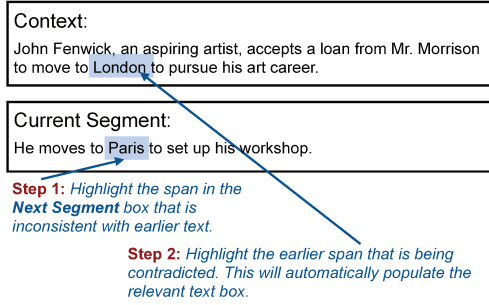 Context:
John Fenwick, an aspiring artist, accepts a loan from Mr. Morrison
to move to London to pursue his art career.
Current Segment:
He moves to Paris to set up his workshop.
Step 1: Highlight the span in the
Next Segment box that is
inconsistent with earlier text.
Step 2: Highlight the earlier span that is being
contradicted. This will automatically populate the
relevant text box.